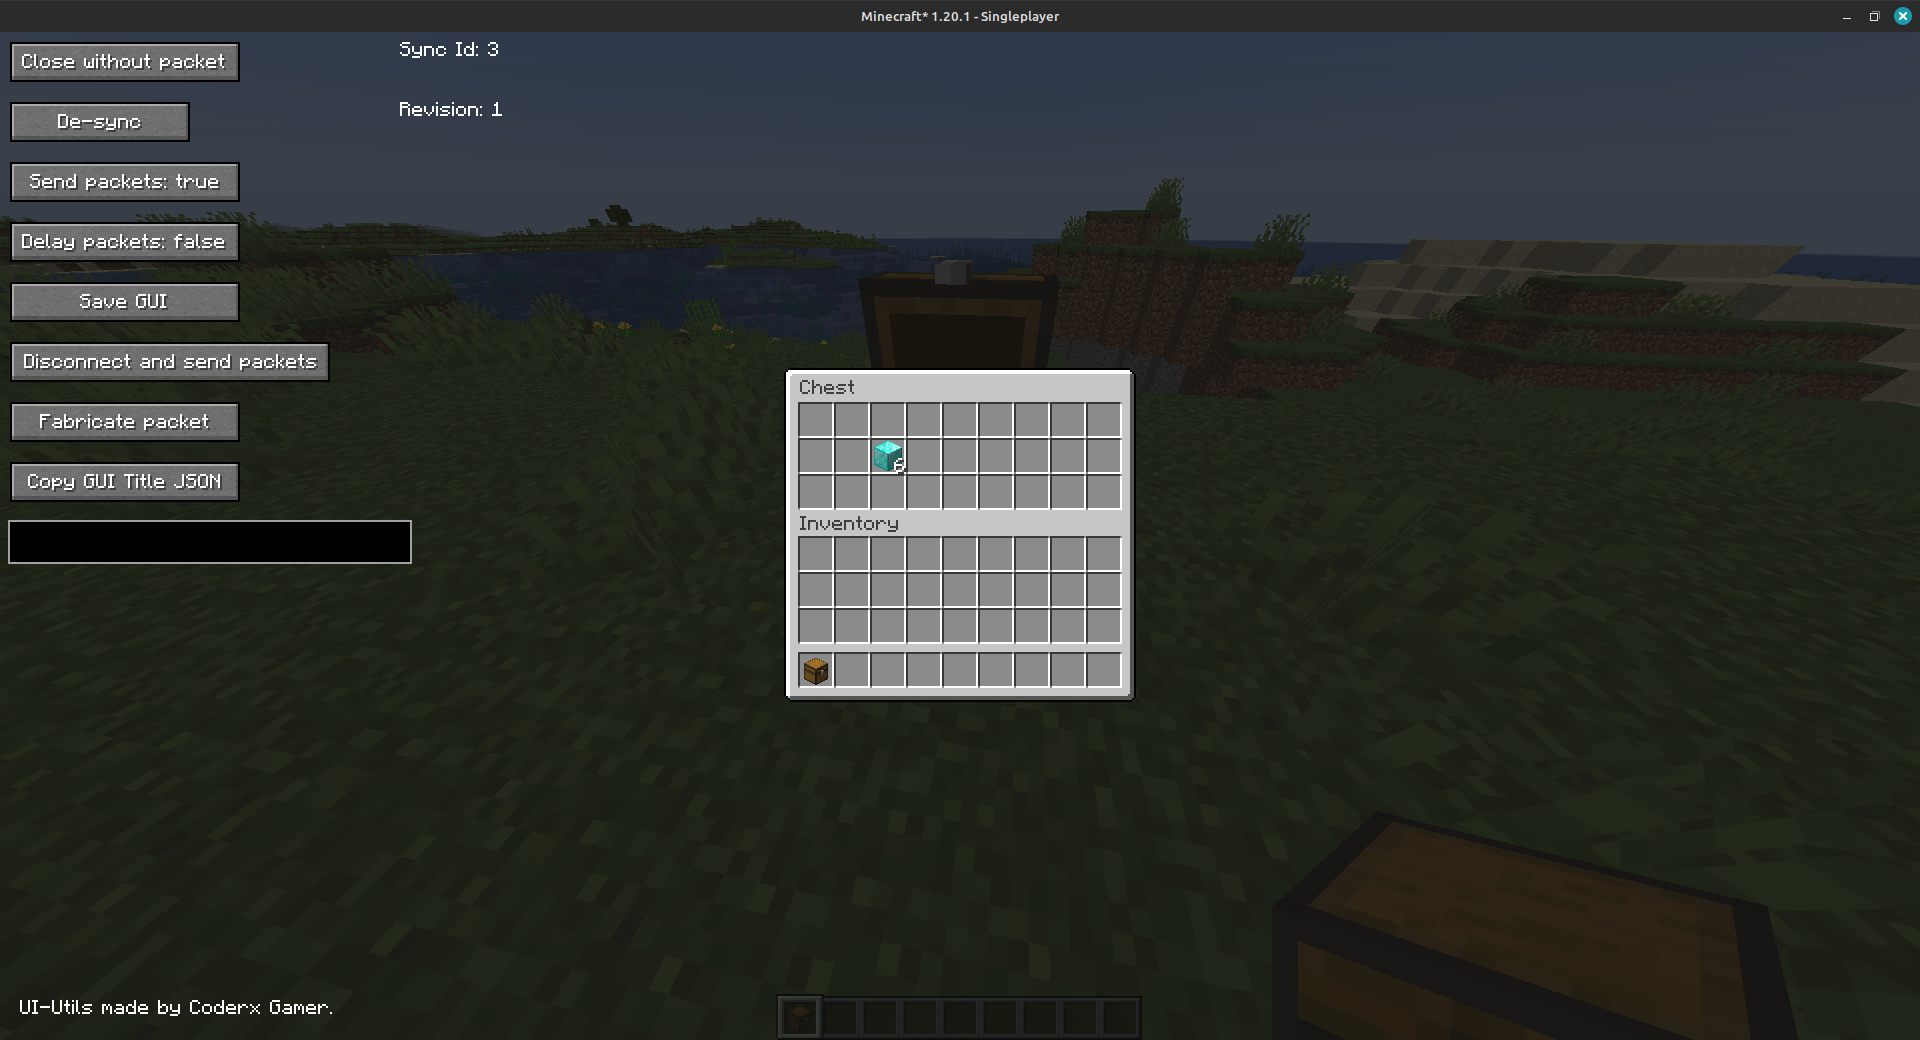 Minecraft* 1.20.1 - Singleplayer
Close without packet
Sync Id: 3
De-sync
Revision: 1
Send packets: true
Delay packets: false
Save GUI
Disconnect and send packets
Fabricate packet
Copy GUI Title JSON
Chest
6
Inventory
UI-Utils made by Coderx Gamer.